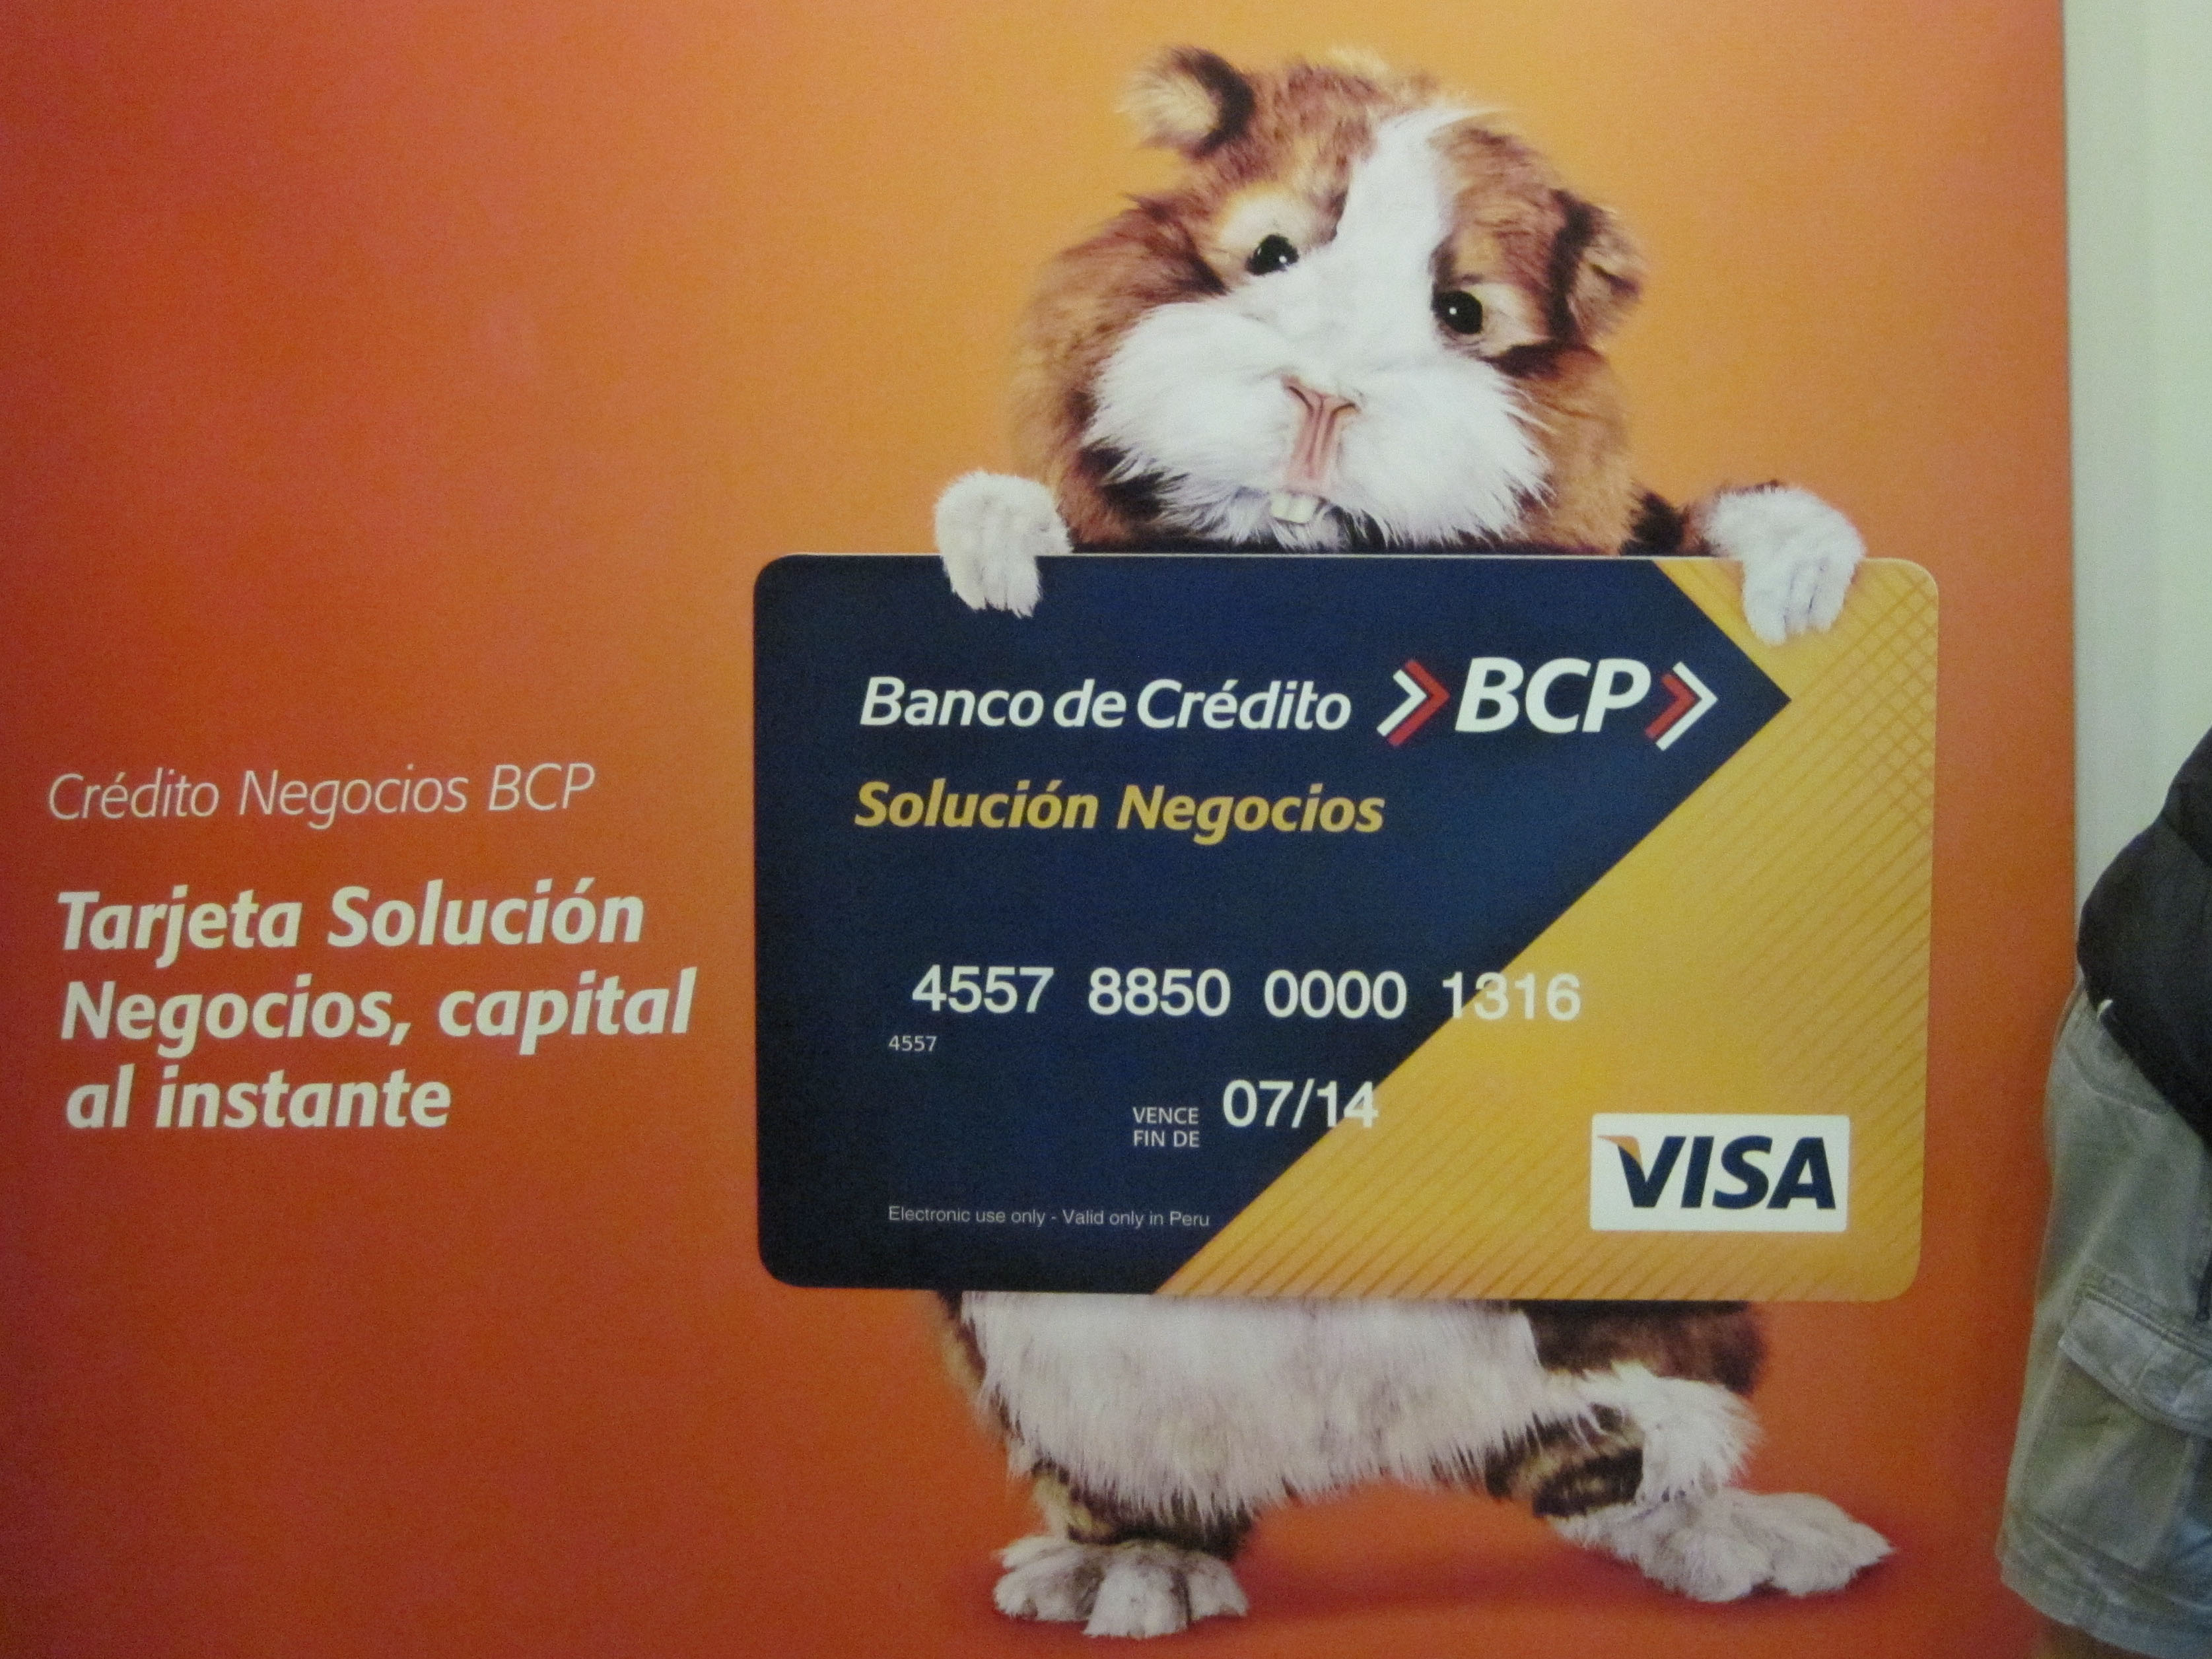 Crédito Negocios BCP
Tarjeta Solución
Negocios, capital
al instante
Banco de Crédito BCP
Solución Negocios
4557 8850 0000 1316
4557
VENCE
FIN DE
07/14
Electronic use only - Valid only in Peru
VISA